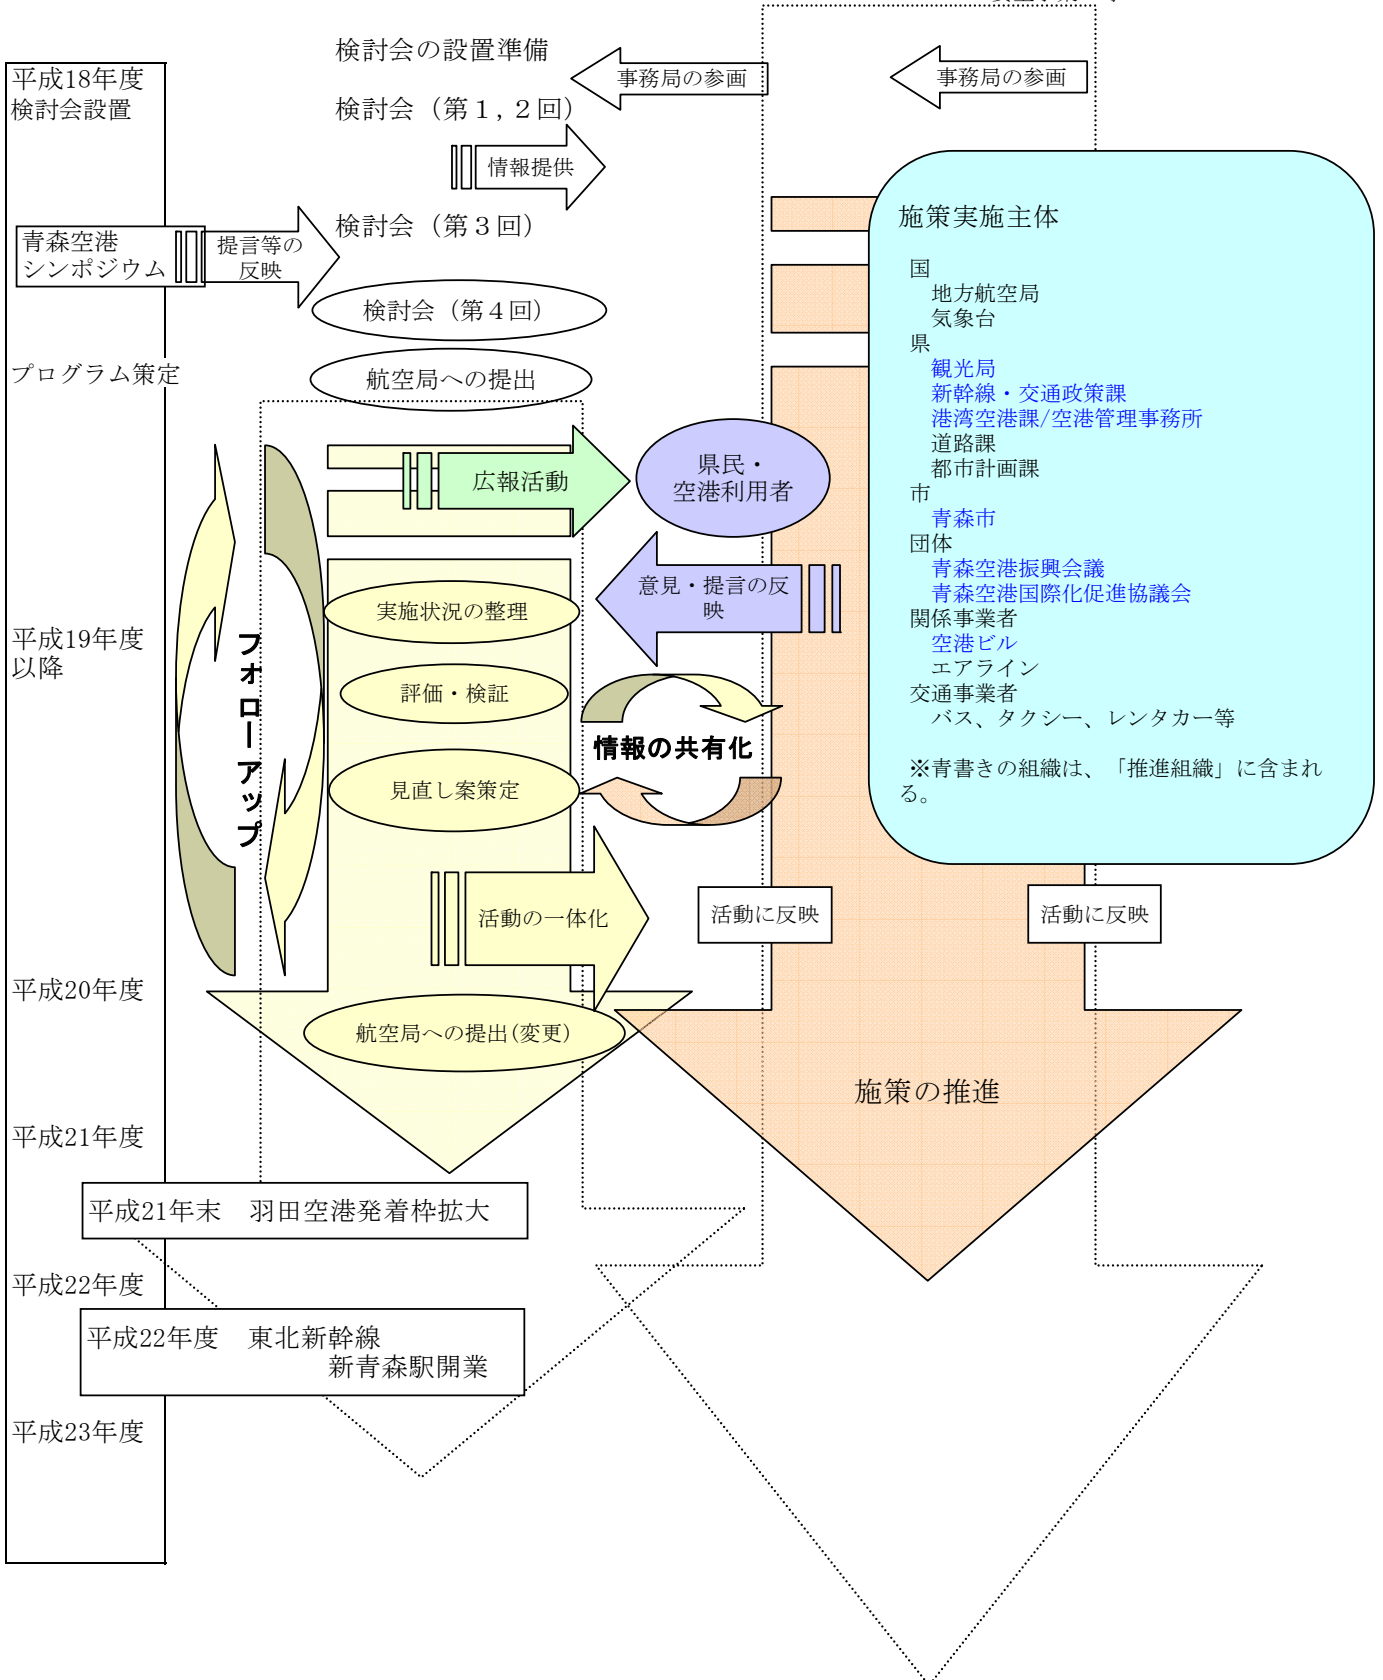 検討会の設置準備
事務局の参画
事務局の参画
平成18年度
検討会設置
検討会（第１，２回）
情報提供
検討会（第３回）
青森空港
シンポジウム
提言等の
反映
検討会（第４回）
プログラム策定
航空局への提出
広報活動
県民・
空港利用者
意見・提言の反
映
実施状況の整理
平成19年度
以降
フォローアップ
評価・検証
情報の共有化
見直し案策定
活動の一体化
活動に反映
活動に反映
施策実施主体
国
地方航空局
気象台
県
観光局
新幹線・交通政策課
港湾空港課/空港管理事務所
道路課
都市計画課
市
青森市
団体
青森空港振興会議
青森空港国際化促進協議会
関係事業者
空港ビル
エアライン
交通事業者
バス、タクシー、レンタカー等
※青書きの組織は、「推進組織」に含まれ
る。
平成20年度
航空局への提出(変更)
施策の推進
平成21年度
平成21年末　羽田空港発着枠拡大
平成22年度
平成22年度　東北新幹線
新青森駅開業
平成23年度